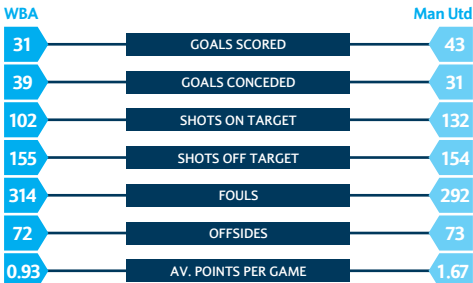 WBA Man Utd
31 GOALS SCORED 43
39 GOALS CONCEDED 31
102 SHOTS ON TARGET 132
155 SHOTS OFF TARGET 154
314 FOULS 292
72 OFFSIDES 73
0.93 AV. POINTS PER GAME 1.67